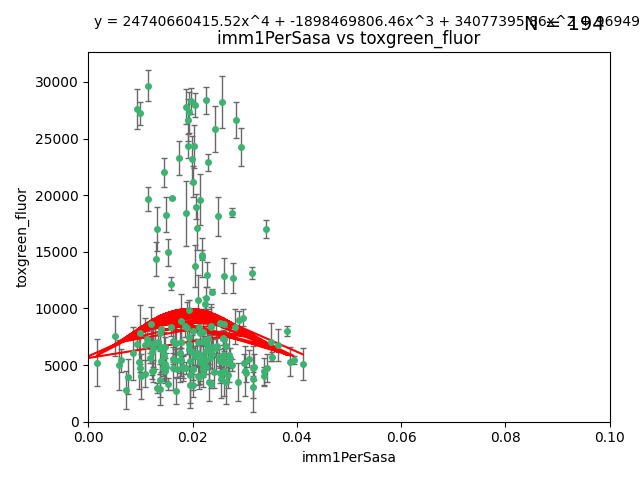 y = 24740660415.52x^4 + -1898469806.46x^3 + 34077395
N = 194
imm1PerSasa vs toxgreen_fluor
30000
25000
20000
15000
10000
5000
0
toxgreen_fluor
0.00 0.02 0.04 0.06 0.08 0.10
imm1PerSasa